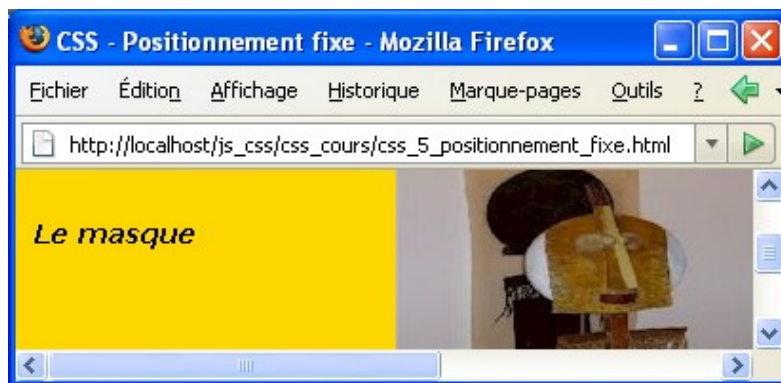 CSS - Positionnement fixe - Mozilla Firefox
Fichier Édition Affichage Historique Marque-pages Outils ?
http://localhost/js_css/css_cours/css_5_positionnement_fixe.html
Le masque